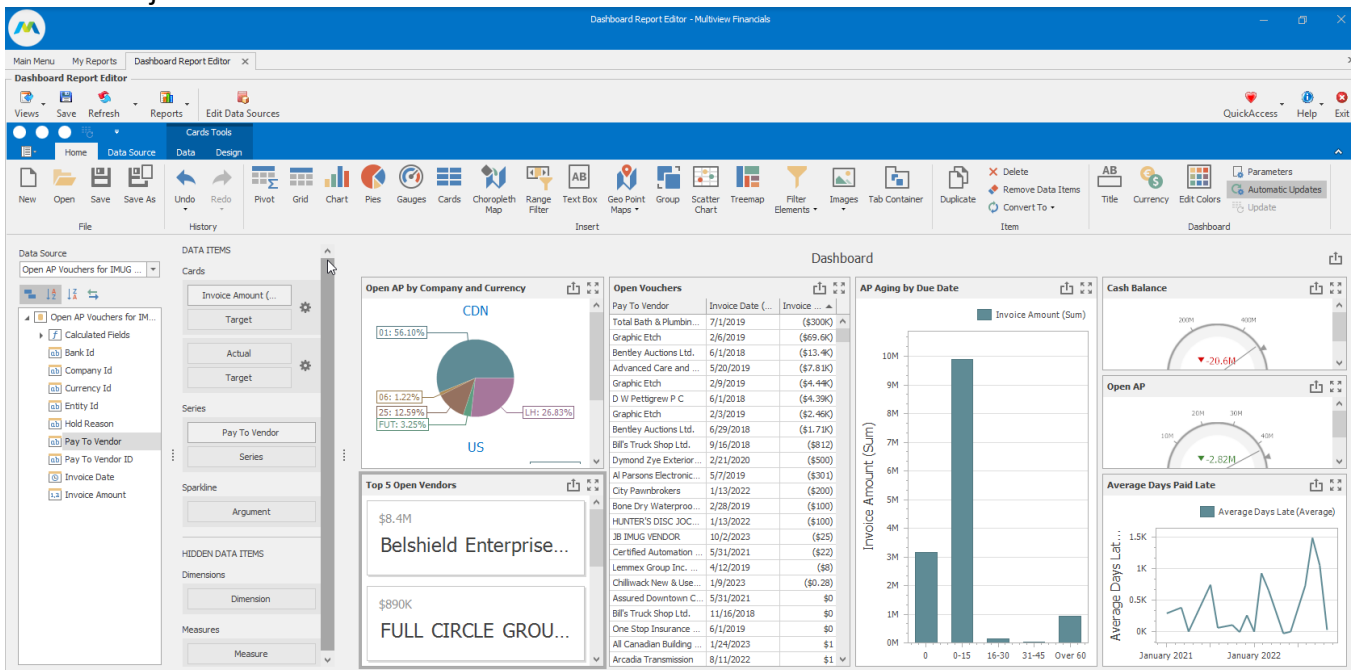 Dashboard Report Editor - Multiview Financials
Main Menu My Reports Dashboard Report Editor
Dashboard Report Editor
Views Save Refresh Reports Edit Data Sources QuickAccess Help Exit
Cards Tools
Home Data Source Data Design
New Open Save Save As Undo Redo Pivot Grid Chart Pies Gauges Cards Choropleth Map Range Filter Text Box Geo Point Maps Group Scatter Chart Treemap Filter Elements Images Tab Container Duplicate
Delete
Remove Data Items
Convert To
Title Currency Edit Colors
Parameters
Automatic Updates
Update
File History Insert Item Dashboard
Data Source
Open AP Vouchers for IMUG ...
Open AP Vouchers for IM...
Calculated Fields
Bank Id
Company Id
Currency Id
Entity Id
Hold Reason
Pay To Vendor
Pay To Vendor ID
Invoice Date
Invoice Amount
DATA ITEMS
Cards
Invoice Amount (...
Target
Actual
Target
Series
Pay To Vendor
Series
Sparkline
Argument
HIDDEN DATA ITEMS
Dimensions
Dimension
Measures
Measure
Dashboard
Open AP by Company and Currency
CDN
01: 56.10%
06: 1.22%
25: 12.59%
FUT: 3.25%
LH: 26.83%
US
Top 5 Open Vendors
$8.4M
Belshield Enterprise...
$890K
FULL CIRCLE GROU...
Open Vouchers
Pay To Vendor Invoice Date (... Invoice ...
Total Bath & Plumbin... 7/1/2019 ($300K)
Graphic Etch 2/6/2019 ($69.6K)
Bentley Auctions Ltd. 6/1/2018 ($13.4K)
Advanced Care and ... 5/20/2019 ($7.81K)
Graphic Etch 2/9/2019 ($4.44K)
D W Pettigrew P C 6/1/2018 ($4.39K)
Graphic Etch 2/3/2019 ($2.46K)
Bentley Auctions Ltd. 6/29/2018 ($1.71K)
Bill's Truck Shop Ltd. 9/16/2018 ($812)
Dymond Zye Exterior... 2/21/2020 ($500)
Al Parsons Electronic... 5/7/2019 ($301)
City Pawnbrokers 1/13/2022 ($200)
Bone Dry Waterproo... 2/28/2019 ($100)
HUNTER'S DISC JOC... 1/13/2022 ($100)
JB IMUG VENDOR 10/2/2023 ($25)
Certified Automation ... 5/31/2021 ($22)
Lemmex Group Inc. ... 4/12/2019 ($8)
Chilliwack New & Use... 1/9/2023 ($0.28)
Assured Downtown C... 5/31/2021 $0
Bill's Truck Shop Ltd. 11/16/2018 $0
One Stop Insurance ... 6/1/2019 $0
All Canadian Building ... 1/24/2023 $1
Arcadia Transmission 8/11/2022 $1
AP Aging by Due Date
Invoice Amount (Sum)
Invoice Amount (Sum)
10M
9M
8M
7M
6M
5M
4M
3M
2M
1M
0M
0 0-15 16-30 31-45 Over 60
Cash Balance
200M 400M
-20.6M
Open AP
20M 30M
10M 40M
-2.82M
Average Days Paid Late
Average Days Late (Average)
Average Days Lat...
1.5K
1K
0.5K
0K
January 2021 January 2022